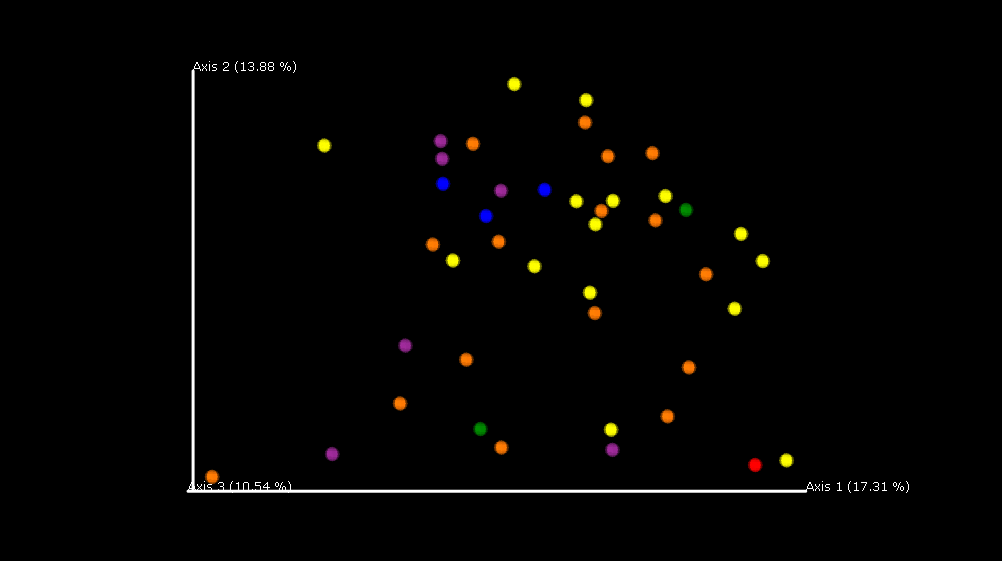 Axis 2 (13.88 %)
Axis 3 (10.54 %)
Axis 1 (17.31 %)